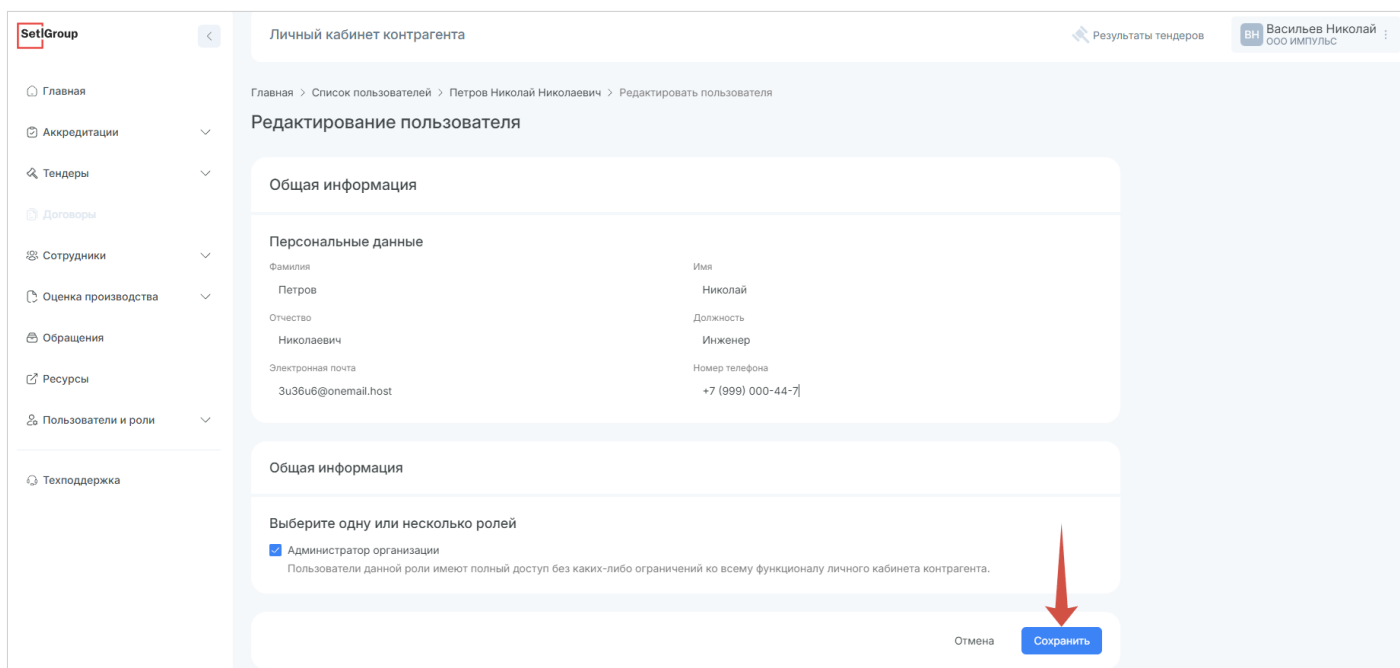 SetlGroup
Личный кабинет контрагента
Результаты тендеров
ВН
Васильев Николай
ООО ИМПУЛЬС
Главная
Аккредитации
Тендеры
Договоры
Сотрудники
Оценка производства
Обращения
Ресурсы
Пользователи и роли
Техподдержка
Главная > Список пользователей > Петров Николай Николаевич > Редактировать пользователя
Редактирование пользователя
Общая информация
Персональные данные
Фамилия
Петров
Имя
Николай
Отчество
Николаевич
Должность
Инженер
Электронная почта
3u36u6@onemail.host
Номер телефона
+7 (999) 000-44-7
Общая информация
Выберите одну или несколько ролей
Администратор организации
Пользователи данной роли имеют полный доступ без каких-либо ограничений ко всему функционалу личного кабинета контрагента.
Отмена
Сохранить